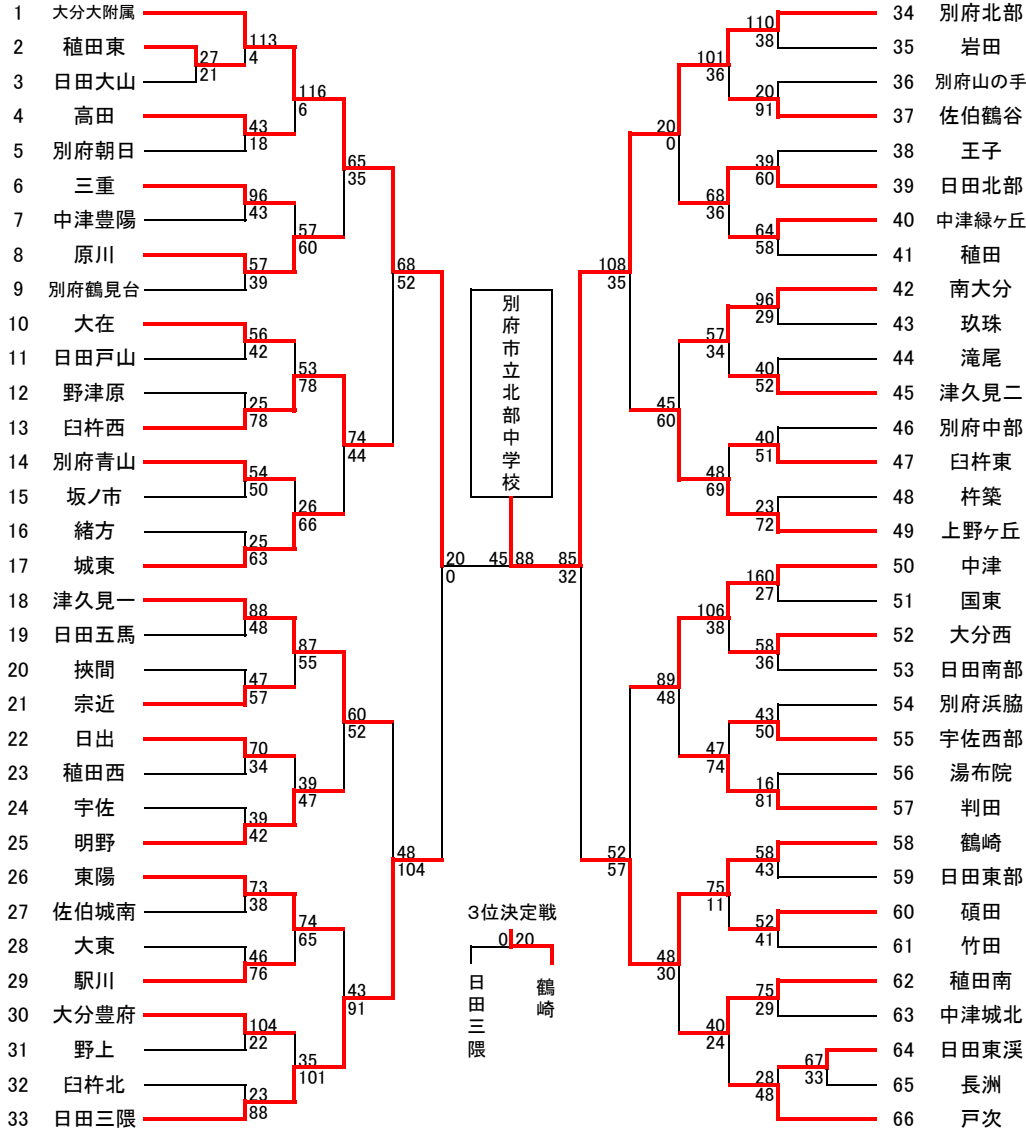 1 大分大附属
2 稙田東
3 日田大山
4 高田
5 別府朝日
6 三重
7 中津豊陽
8 原川
9 別府鶴見台
10 大在
11 日田戸山
12 野津原
13 臼杵西
14 別府青山
15 坂ノ市
16 緒方
17 城東
18 津久見一
19 日田五馬
20 挾間
21 宗近
22 日出
23 稙田西
24 宇佐
25 明野
26 東陽
27 佐伯城南
28 大東
29 駅川
30 大分豊府
31 野上
32 臼杵北
33 日田三隈
27
21
113
4
43
18
96
43
57
39
56
42
25
78
54
50
25
63
88
48
47
57
70
34
39
42
73
38
46
76
104
22
23
88
116
6
57
60
53
78
26
66
87
55
39
47
74
65
35
101
65
35
74
44
60
52
43
91
68
52
48
104
20
0
別府市立北部中学校
45 88
85
32
3位決定戦
0 20
日田三隈
鶴崎
108
35
52
57
20
0
45
60
89
48
48
30
101
36
68
36
57
34
48
69
106
38
47
74
75
11
40
24
110
38
20
91
39
60
64
58
96
29
40
52
40
51
23
72
160
27
58
36
43
50
16
81
58
43
52
41
75
29
28
48
67
33
34 別府北部
35 岩田
36 別府山の手
37 佐伯鶴谷
38 王子
39 日田北部
40 中津緑ヶ丘
41 稙田
42 南大分
43 玖珠
44 滝尾
45 津久見二
46 別府中部
47 臼杵東
48 杵築
49 上野ヶ丘
50 中津
51 国東
52 大分西
53 日田南部
54 別府浜脇
55 宇佐西部
56 湯布院
57 判田
58 鶴崎
59 日田東部
60 碩田
61 竹田
62 稙田南
63 中津城北
64 日田東渓
65 長洲
66 戸次